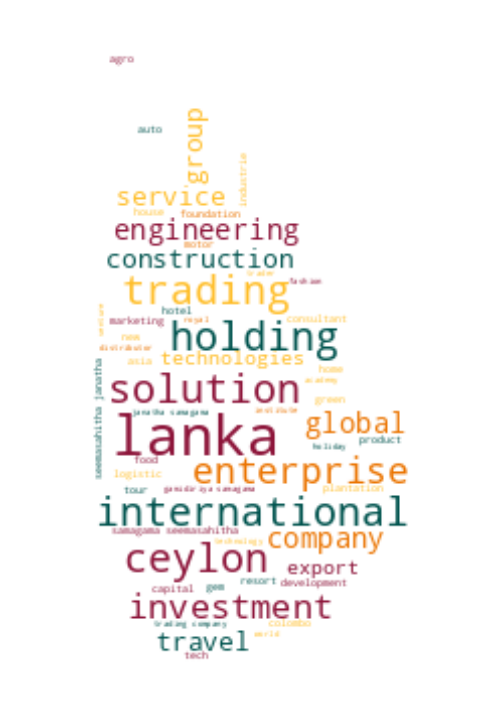 agro
auto
group
industrie
service
house foundation
engineering
motor
construction
trader
fashion
trading
hotel
marketing royal consultant
venture
holding
new
distributor
asia technologies
home
academy
seemasahitha janatha
solution
green
janatha samagama institute
lanka
global
product
holiday
food
enterprise
logistic
tour gamidiriya samagama plantation
international
samagama seemasahitha
company
technology
ceylon
export
resort development
capital gem
investment
trading company colombo
world
travel
tech